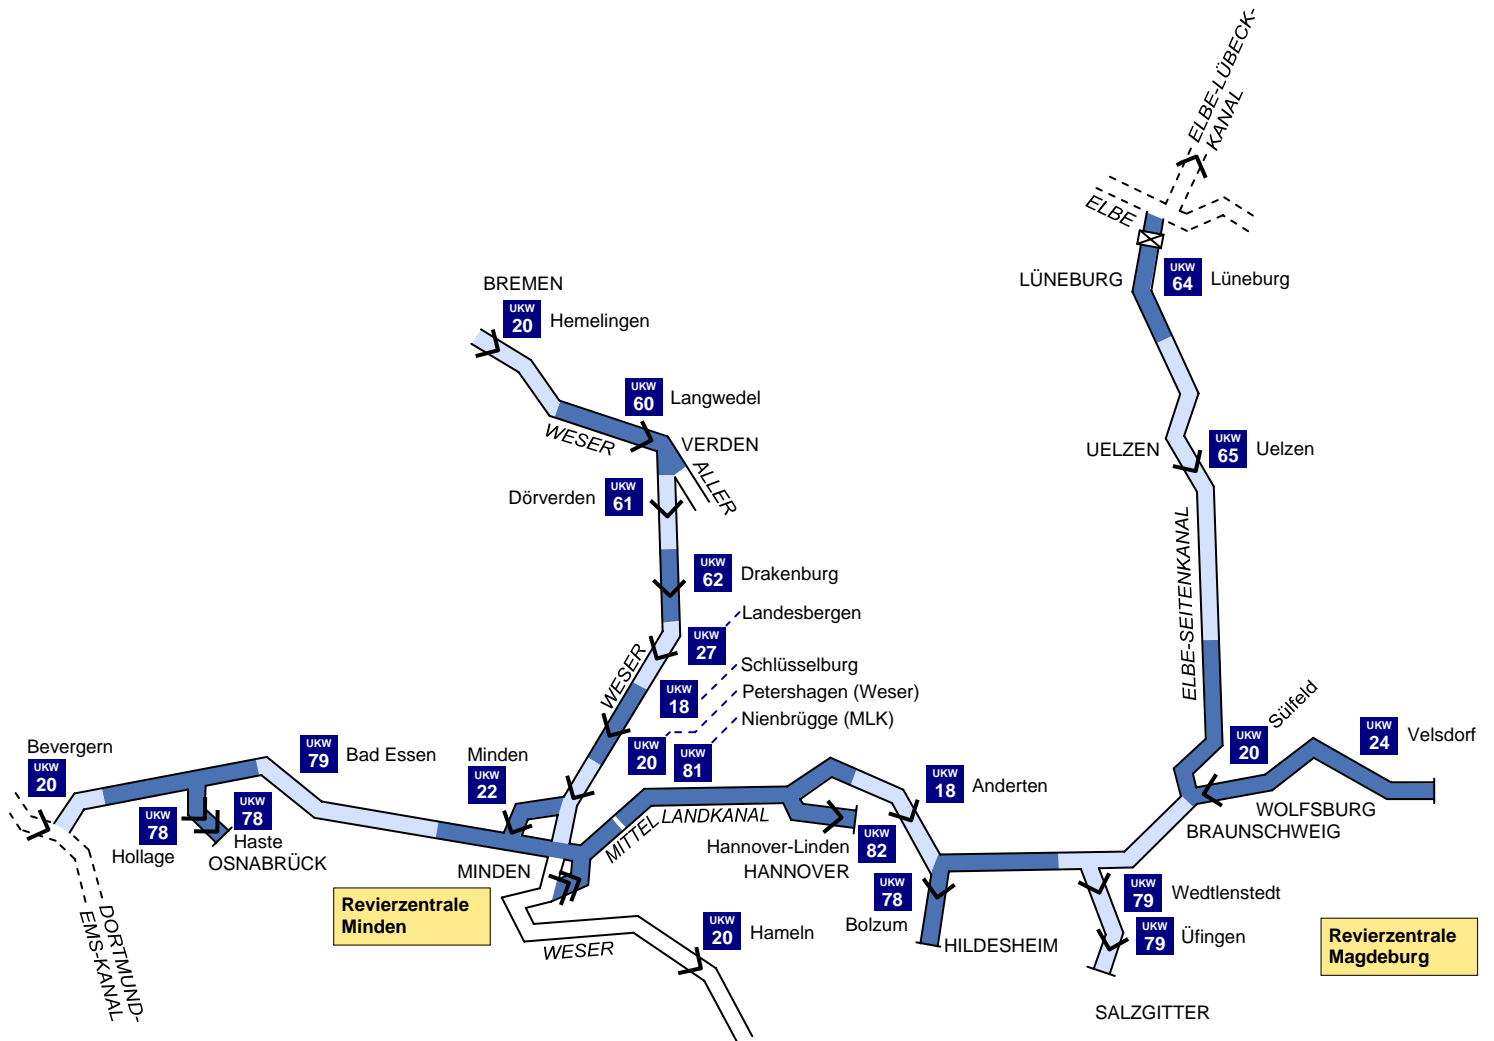 ELBE-LÜBECK-
KANAL
ELBE
LÜNEBURG
UKW
64
Lüneburg
BREMEN
UKW
20
Hemelingen
UKW
60
Langwedel
WESER
VERDEN
ALLER
UELZEN
UKW
65
Uelzen
Dörverden
UKW
61
ELBE-SEITENKANAL
UKW
62
Drakenburg
Landesbergen
UKW
27
WESER
Schlüsselburg
UKW
18
Petershagen (Weser)
UKW
20
Nienbrügge (MLK)
UKW
81
Sülfeld
UKW
20
UKW
24
Velsdorf
Bevergern
UKW
20
UKW
79
Bad Essen
Minden
UKW
22
UKW
18
Anderten
WOLFSBURG
BRAUNSCHWEIG
MITTEL
LANDKANAL
UKW
78
Hollage
UKW
78
Haste
OSNABRÜCK
MINDEN
Hannover-Linden
HANNOVER
UKW
82
UKW
78
Bolzum
HILDESHEIM
UKW
79
Wedtlenstedt
UKW
79
Üfingen
SALZGITTER
Revierzentrale
Minden
Revierzentrale
Magdeburg
WESER
UKW
20
Hameln
DORTMUND-
EMS-KANAL